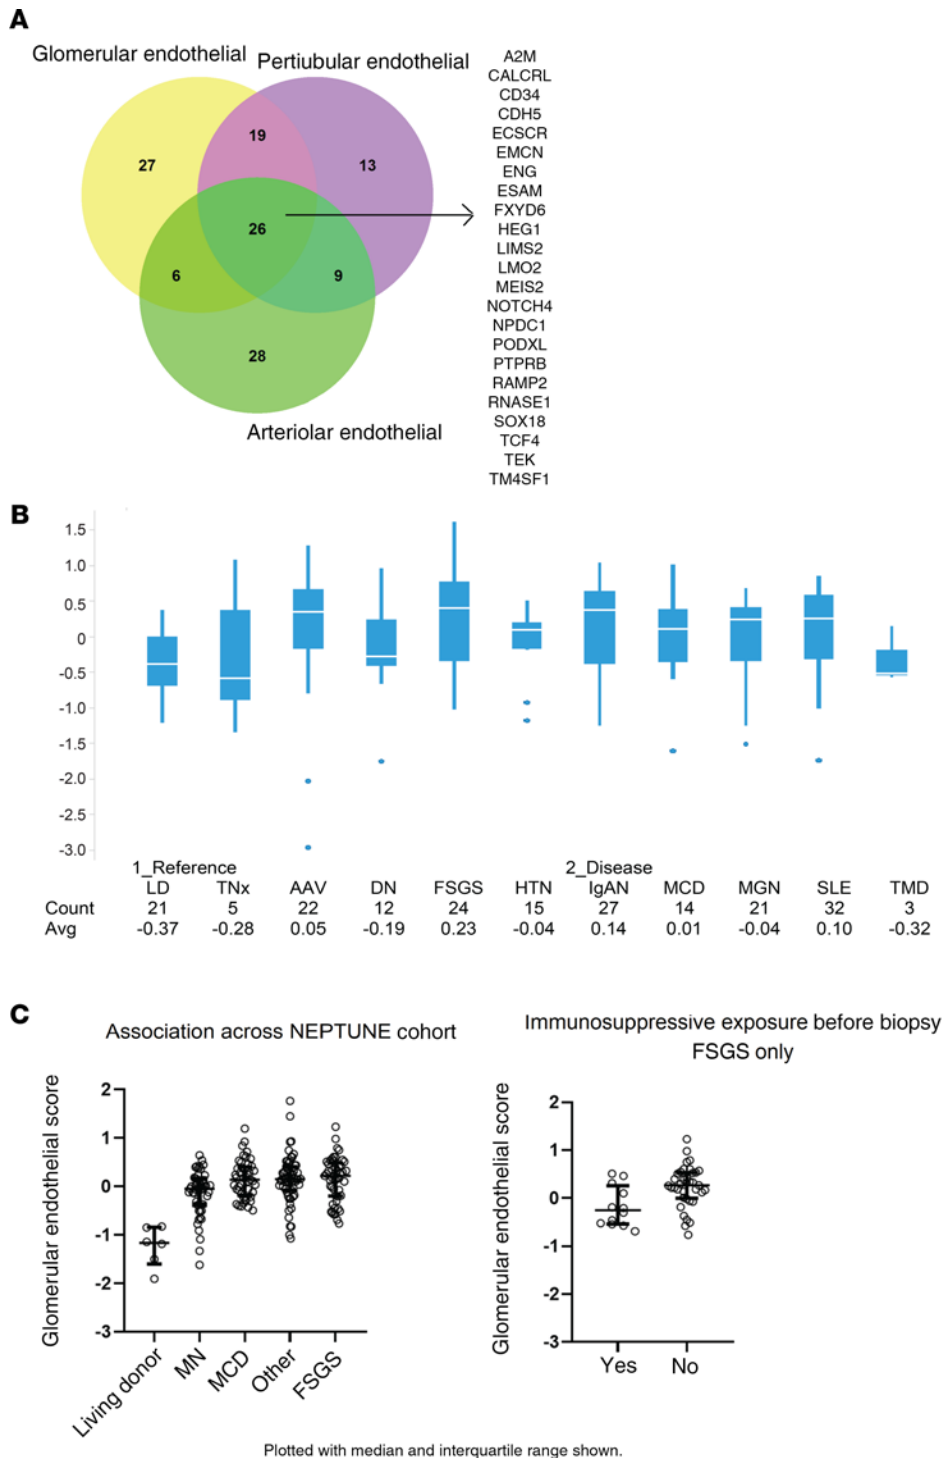 A
Glomerular endothelial
Pertiubular endothelial
27
19
13
26
6
9
28
Arteriolar endothelial
A2M
CALCRL
CD34
CDH5
ECSCR
EMCN
ENG
ESAM
FXYD6
HEG1
LIMS2
LMO2
MEIS2
NOTCH4
NPDC1
PODXL
PTPRB
RAMP2
RNASE1
SOX18
TCF4
TEK
TM4SF1
B
1.5
1.0
0.5
0
-0.5
-1.0
-1.5
-2.0
-2.5
-3.0
1_Reference 2_Disease
LD TNx AAV DN FSGS HTN IgAN MCD MGN SLE TMD
Count 21 5 22 12 24 15 27 14 21 32 3
Avg -0.37 -0.28 0.05 -0.19 0.23 -0.04 0.14 0.01 -0.04 0.10 -0.32
C
Association across NEPTUNE cohort
Glomerular endothelial score
2
1
0
-1
-2
-3
Living donor
MN
MCD
Other
FSGS
Immunosuppressive exposure before biopsy
FSGS only
Glomerular endothelial score
2
1
0
-1
-2
-3
Yes No
Plotted with median and interquartile range shown.